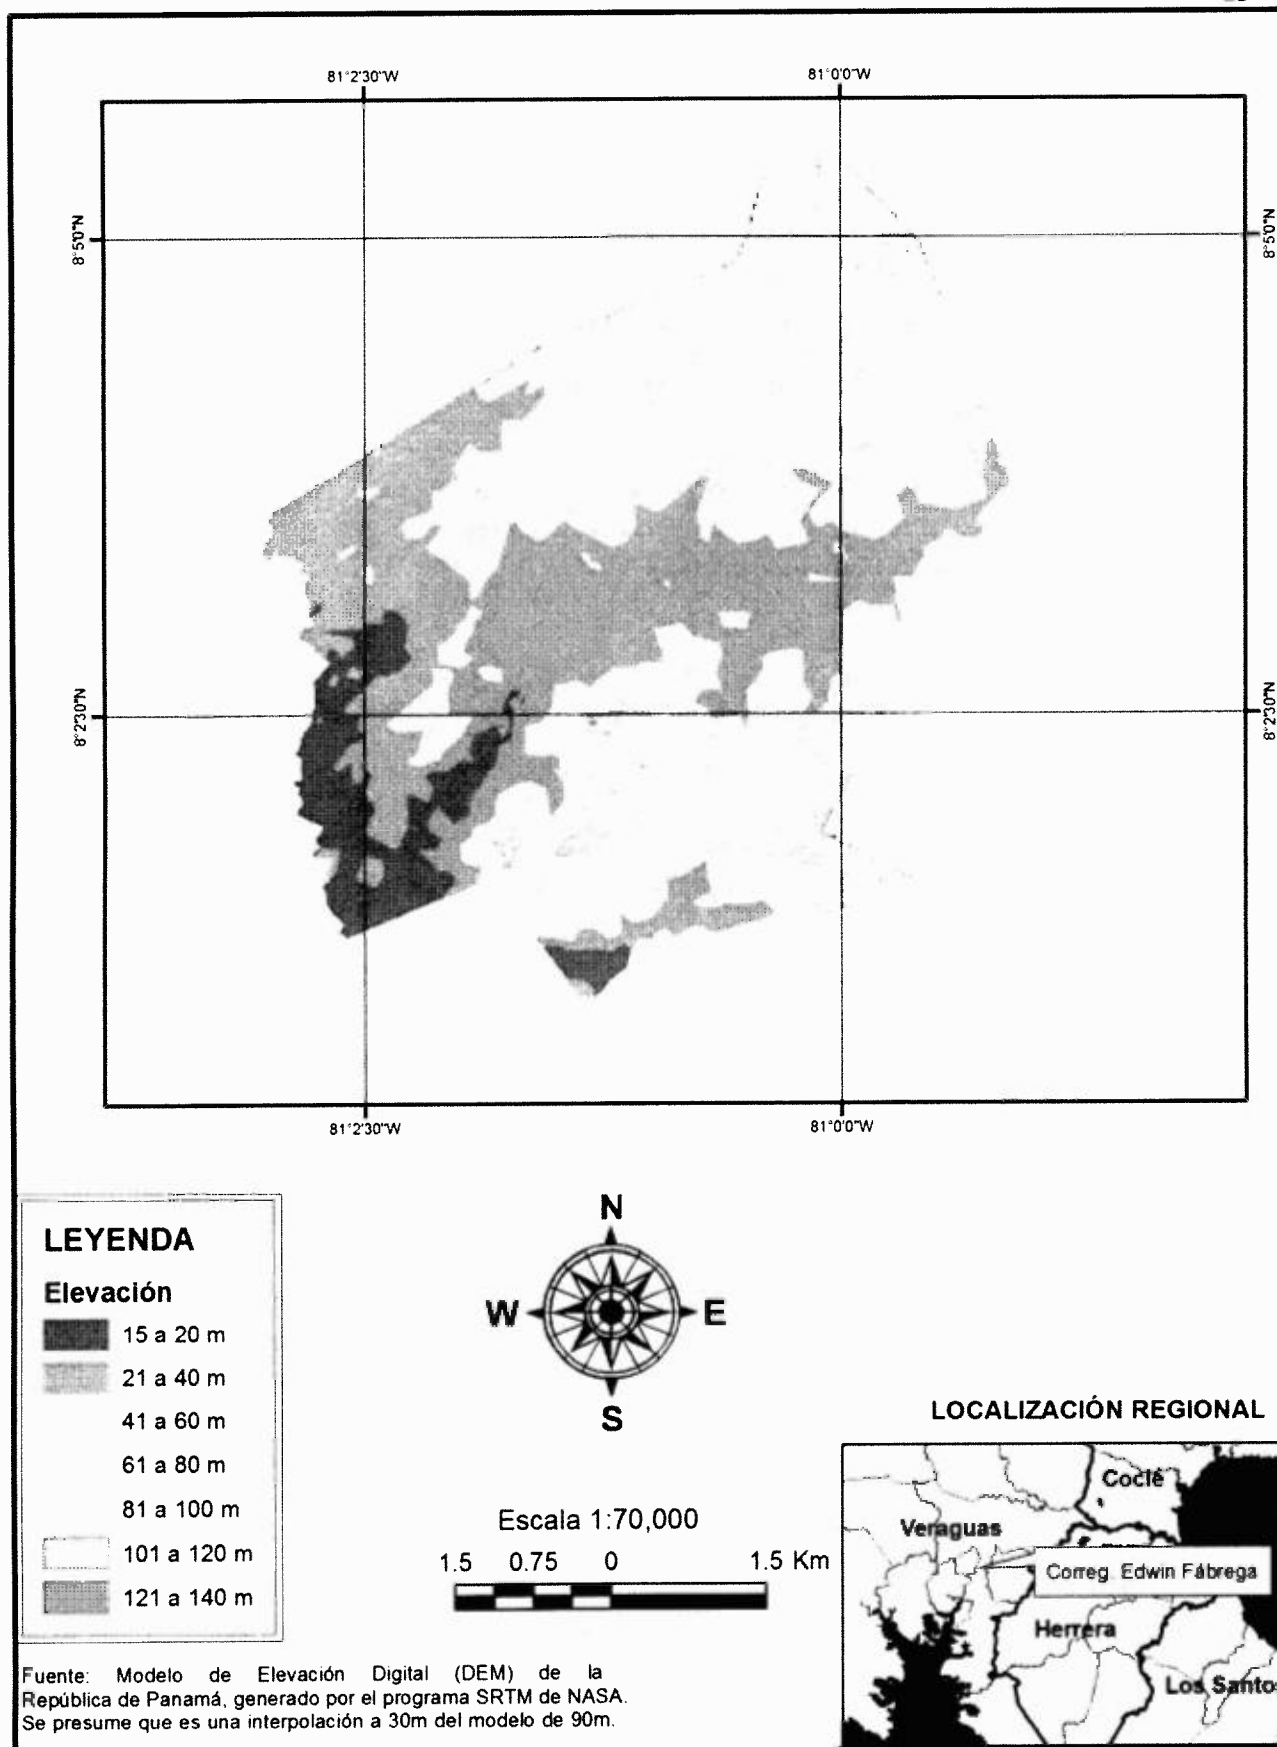 81°2'30"W 81°0'0"W
8°5'0"N 8°5'0"N
8°2'30"N 8°2'30"N
81°2'30"W 81°0'0"W
LEYENDA
Elevación
15 a 20 m
21 a 40 m
41 a 60 m
61 a 80 m
81 a 100 m
101 a 120 m
121 a 140 m
N
W E
S
Escala 1:70,000
1.5 0.75 0 1.5 Km
LOCALIZACIÓN REGIONAL
Coclé
Veraguas
Correg. Edwin Fábrega
Herrera
Los Santos
Fuente: Modelo de Elevación Digital (DEM) de la
República de Panamá, generado por el programa SRTM de NASA.
Se presume que es una interpolación a 30m del modelo de 90m.